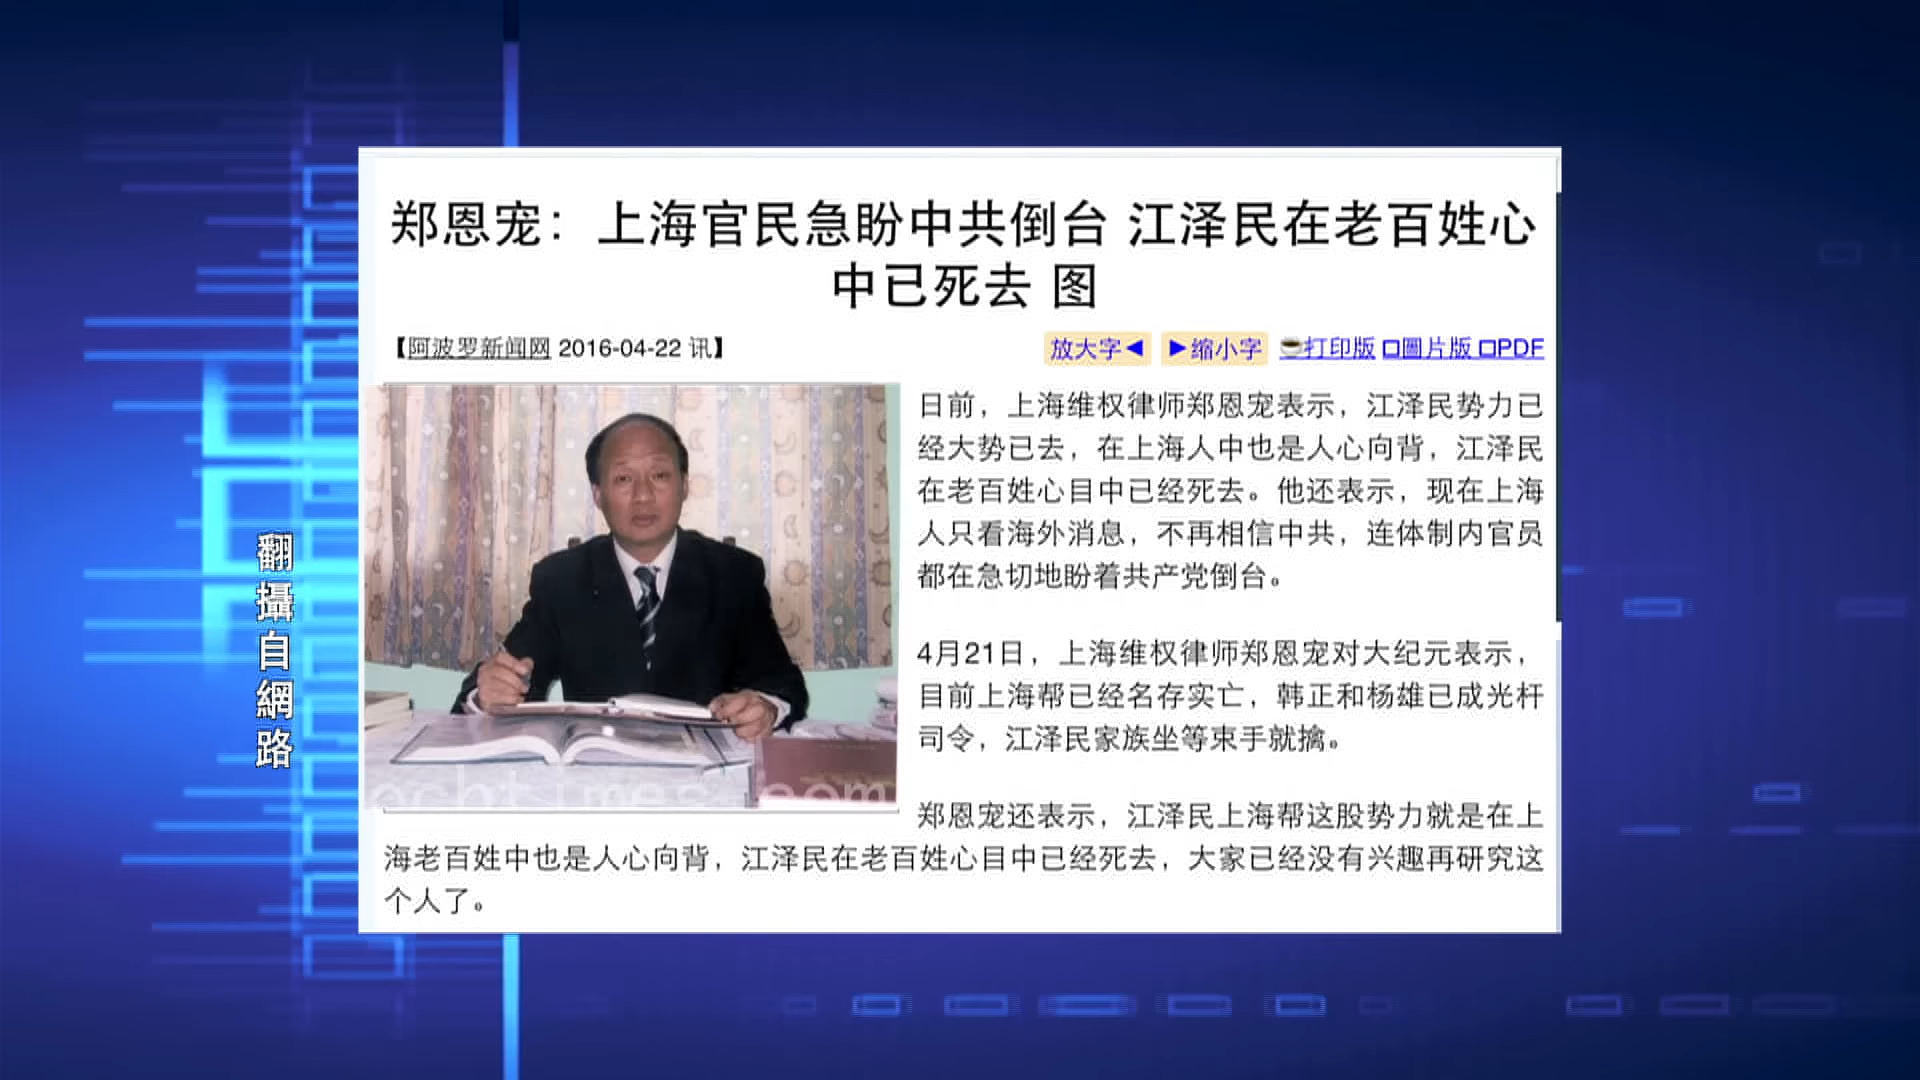 郑恩宠：上海官民急盼中共倒台 江泽民在老百姓心
中已死去 图
【阿波罗新闻网 2016-04-22 讯】
放大字◀ ▶缩小字 打印版 □圖片版 □PDF
日前，上海维权律师郑恩宠表示，江泽民势力已
经大势已去，在上海人中也是人心向背，江泽民
在老百姓心目中已经死去。他还表示，现在上海
人只看海外消息，不再相信中共，连体制内官员
都在急切地盼着共产党倒台。
4月21日，上海维权律师郑恩宠对大纪元表示，
目前上海帮已经名存实亡，韩正和杨雄已成光杆
司令，江泽民家族坐等束手就擒。
郑恩宠还表示，江泽民上海帮这股势力就是在上
海老百姓中也是人心向背，江泽民在老百姓心目中已经死去，大家已经没有兴趣再研究这
个人了。
翻攝自網路